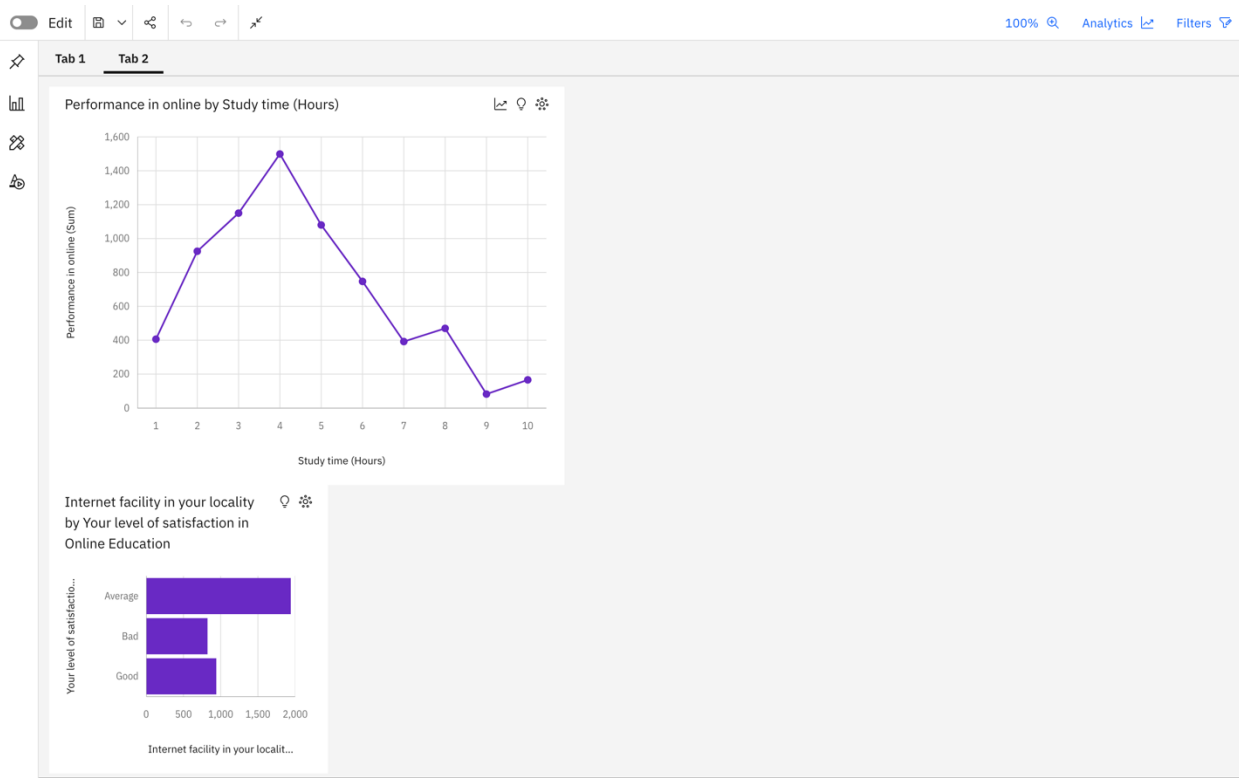 Edit
100%
Analytics
Filters
Tab 1
Tab 2
Performance in online by Study time (Hours)
Performance in online (Sum)
1,600
1,400
1,200
1,000
800
600
400
200
0
1 2 3 4 5 6 7 8 9 10
Study time (Hours)
Internet facility in your locality
by Your level of satisfaction in
Online Education
Your level of satisfactio...
Average
Bad
Good
0 500 1,000 1,500 2,000
Internet facility in your localit...